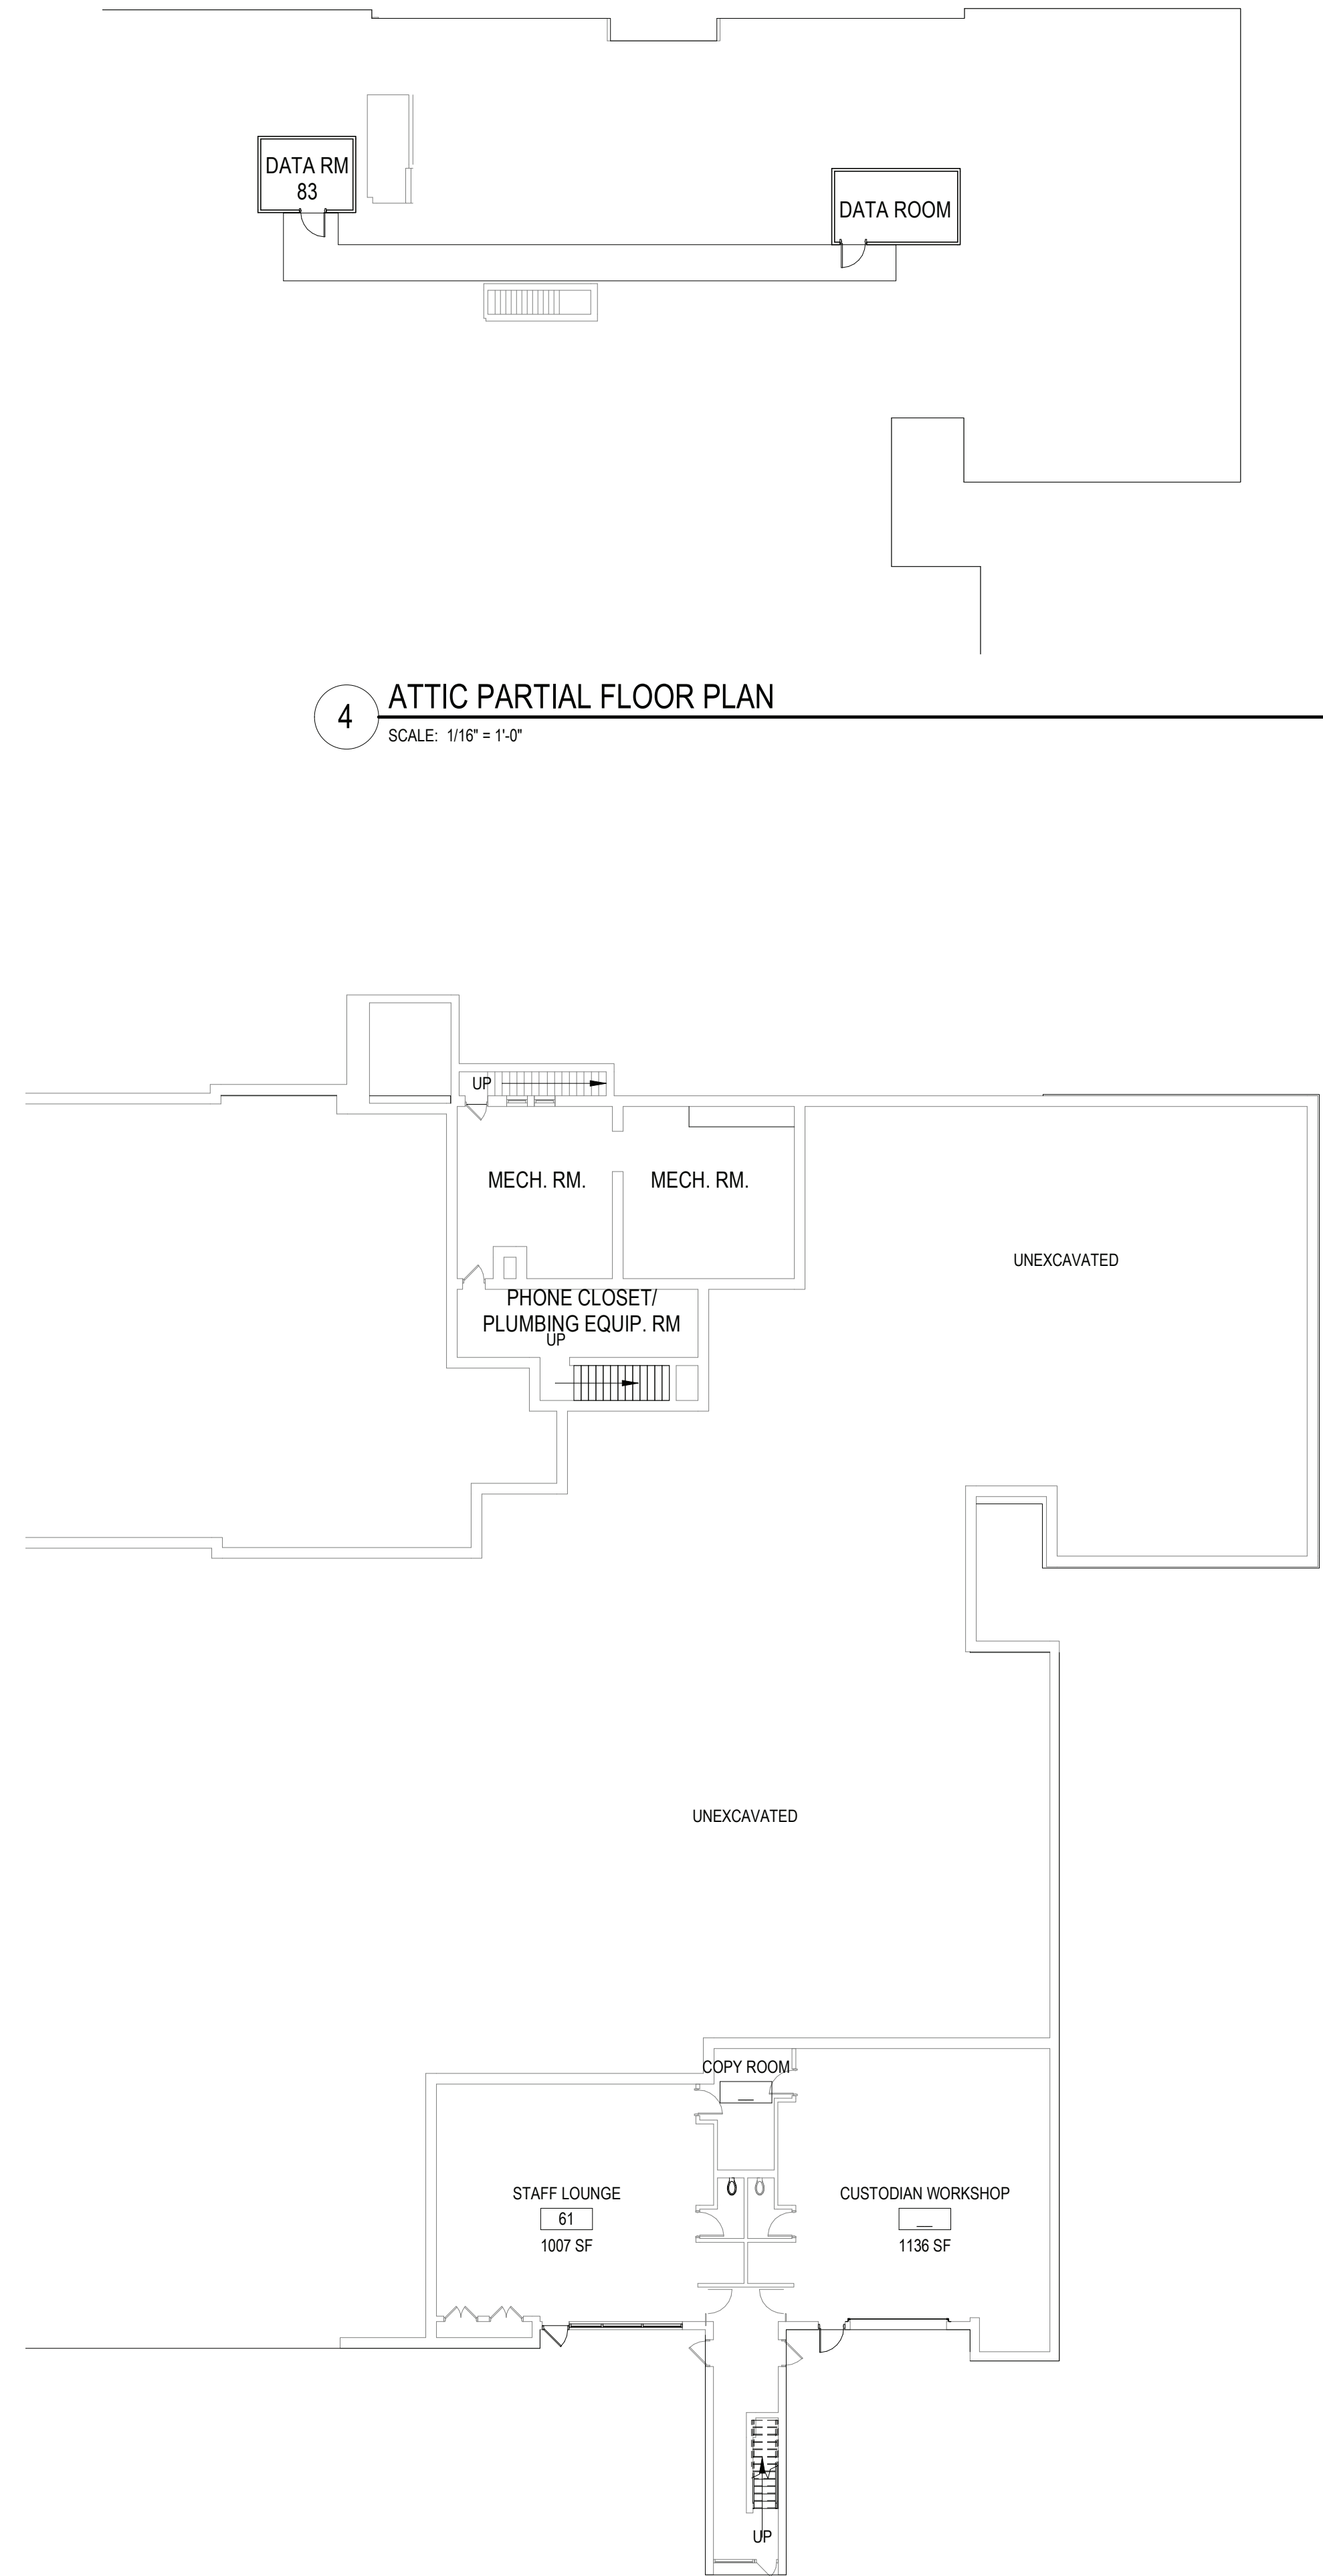 DATA RM
83
DATA ROOM
4
ATTIC PARTIAL FLOOR PLAN
SCALE: 1/16" = 1'-0"
UP
MECH. RM.
MECH. RM.
UNEXCAVATED
PHONE CLOSET/
PLUMBING EQUIP. RM
UP
UNEXCAVATED
COPY ROOM
__
STAFF LOUNGE
61
1007 SF
CUSTODIAN WORKSHOP
__
1136 SF
UP